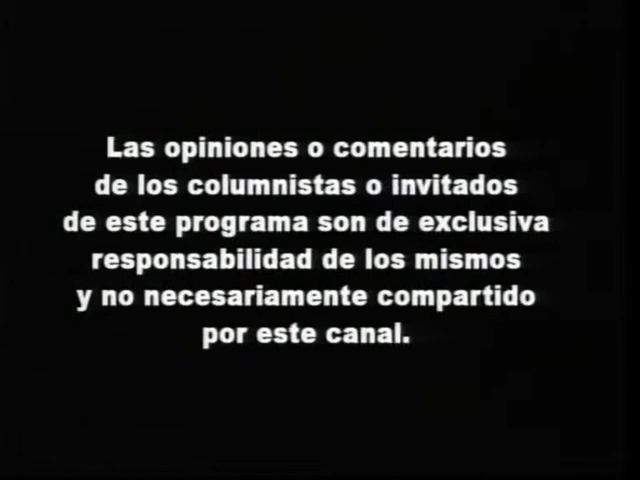 Las opiniones o comentarios
de los columnistas o invitados
de este programa son de exclusiva
responsabilidad de los mismos
y no necesariamente compartido
por este canal.